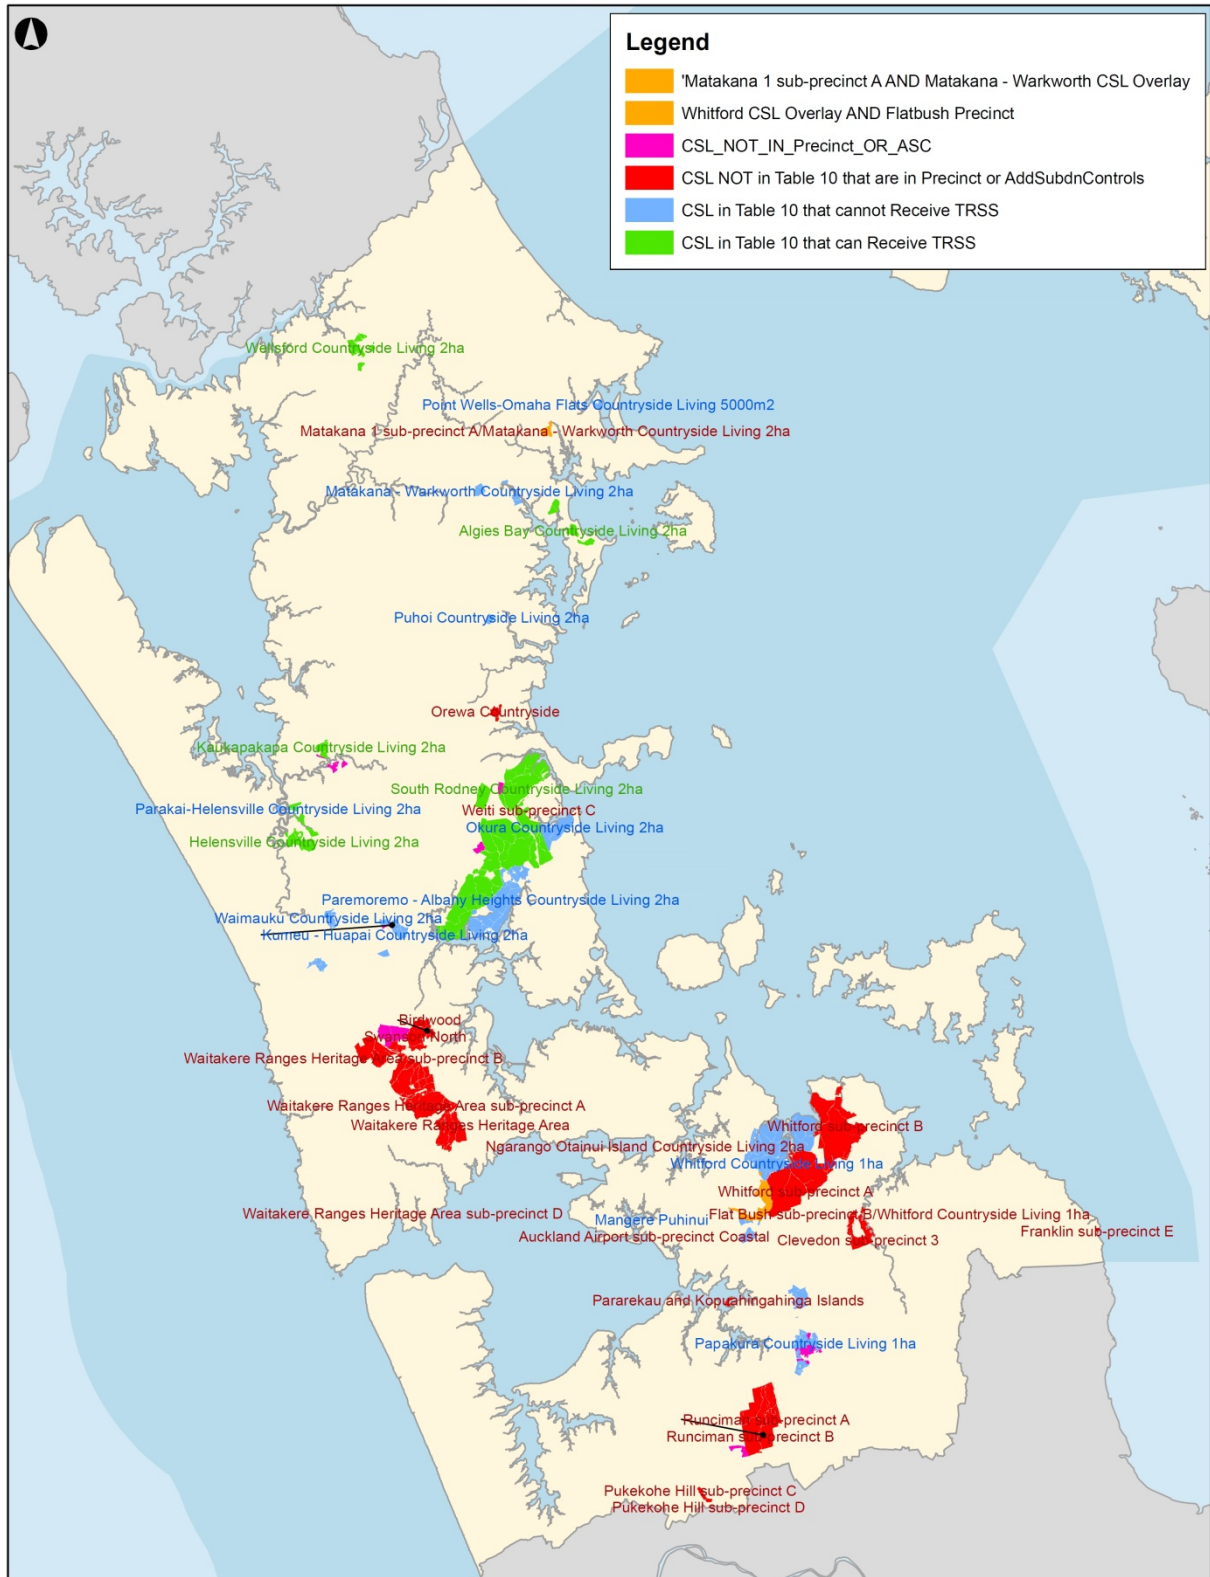 Legend
'Matakana 1 sub-precinct A AND Matakana - Warkworth CSL Overlay
Whitford CSL Overlay AND Flatbush Precinct
CSL_NOT_IN_Precinct_OR_ASC
CSL NOT in Table 10 that are in Precinct or AddSubdnControls
CSL in Table 10 that cannot Receive TRSS
CSL in Table 10 that can Receive TRSS
Wellsford Countryside Living 2ha
Point Wells-Omaha Flats Countryside Living 5000m2
Matakana 1 sub-precinct A/Matakana - Warkworth Countryside Living 2ha
Matakana - Warkworth Countryside Living 2ha
Algies Bay-Countryside Living 2ha
Puhoi Countryside Living 2ha
Orewa Countryside
Kaukapakapa Countryside Living 2ha
South Rodney Countryside Living 2ha
Parakai-Helensville Countryside Living 2ha
Weiti sub-precinct C
Okura Countryside Living 2ha
Helensville Countryside Living 2ha
Paremoremo - Albany Heights Countryside Living 2ha
Waimauku Countryside Living 2ha
Kumeu - Huapai Countryside Living 2ha
Birdwood
Swanson North
Waitakere Ranges Heritage Area sub-precinct B
Waitakere Ranges Heritage Area sub-precinct A
Waitakere Ranges Heritage Area
Whitford sub-precinct B
Ngarango Otainui Island Countryside Living 2ha
Whitford Countryside Living 1ha
Whitford sub-precinct A
Waitakere Ranges Heritage Area sub-precinct D
Flat Bush sub-precinct B/Whitford Countryside Living 1ha
Mangere Puhinui
Franklin sub-precinct E
Auckland Airport sub-precinct Coastal
Clevedon sub-precinct 3
Pararekau and Kopuahingahinga Islands
Papakura Countryside Living 1ha
Runciman sub-precinct A
Runciman sub-precinct B
Pukekohe Hill sub-precinct C
Pukekohe Hill sub-precinct D